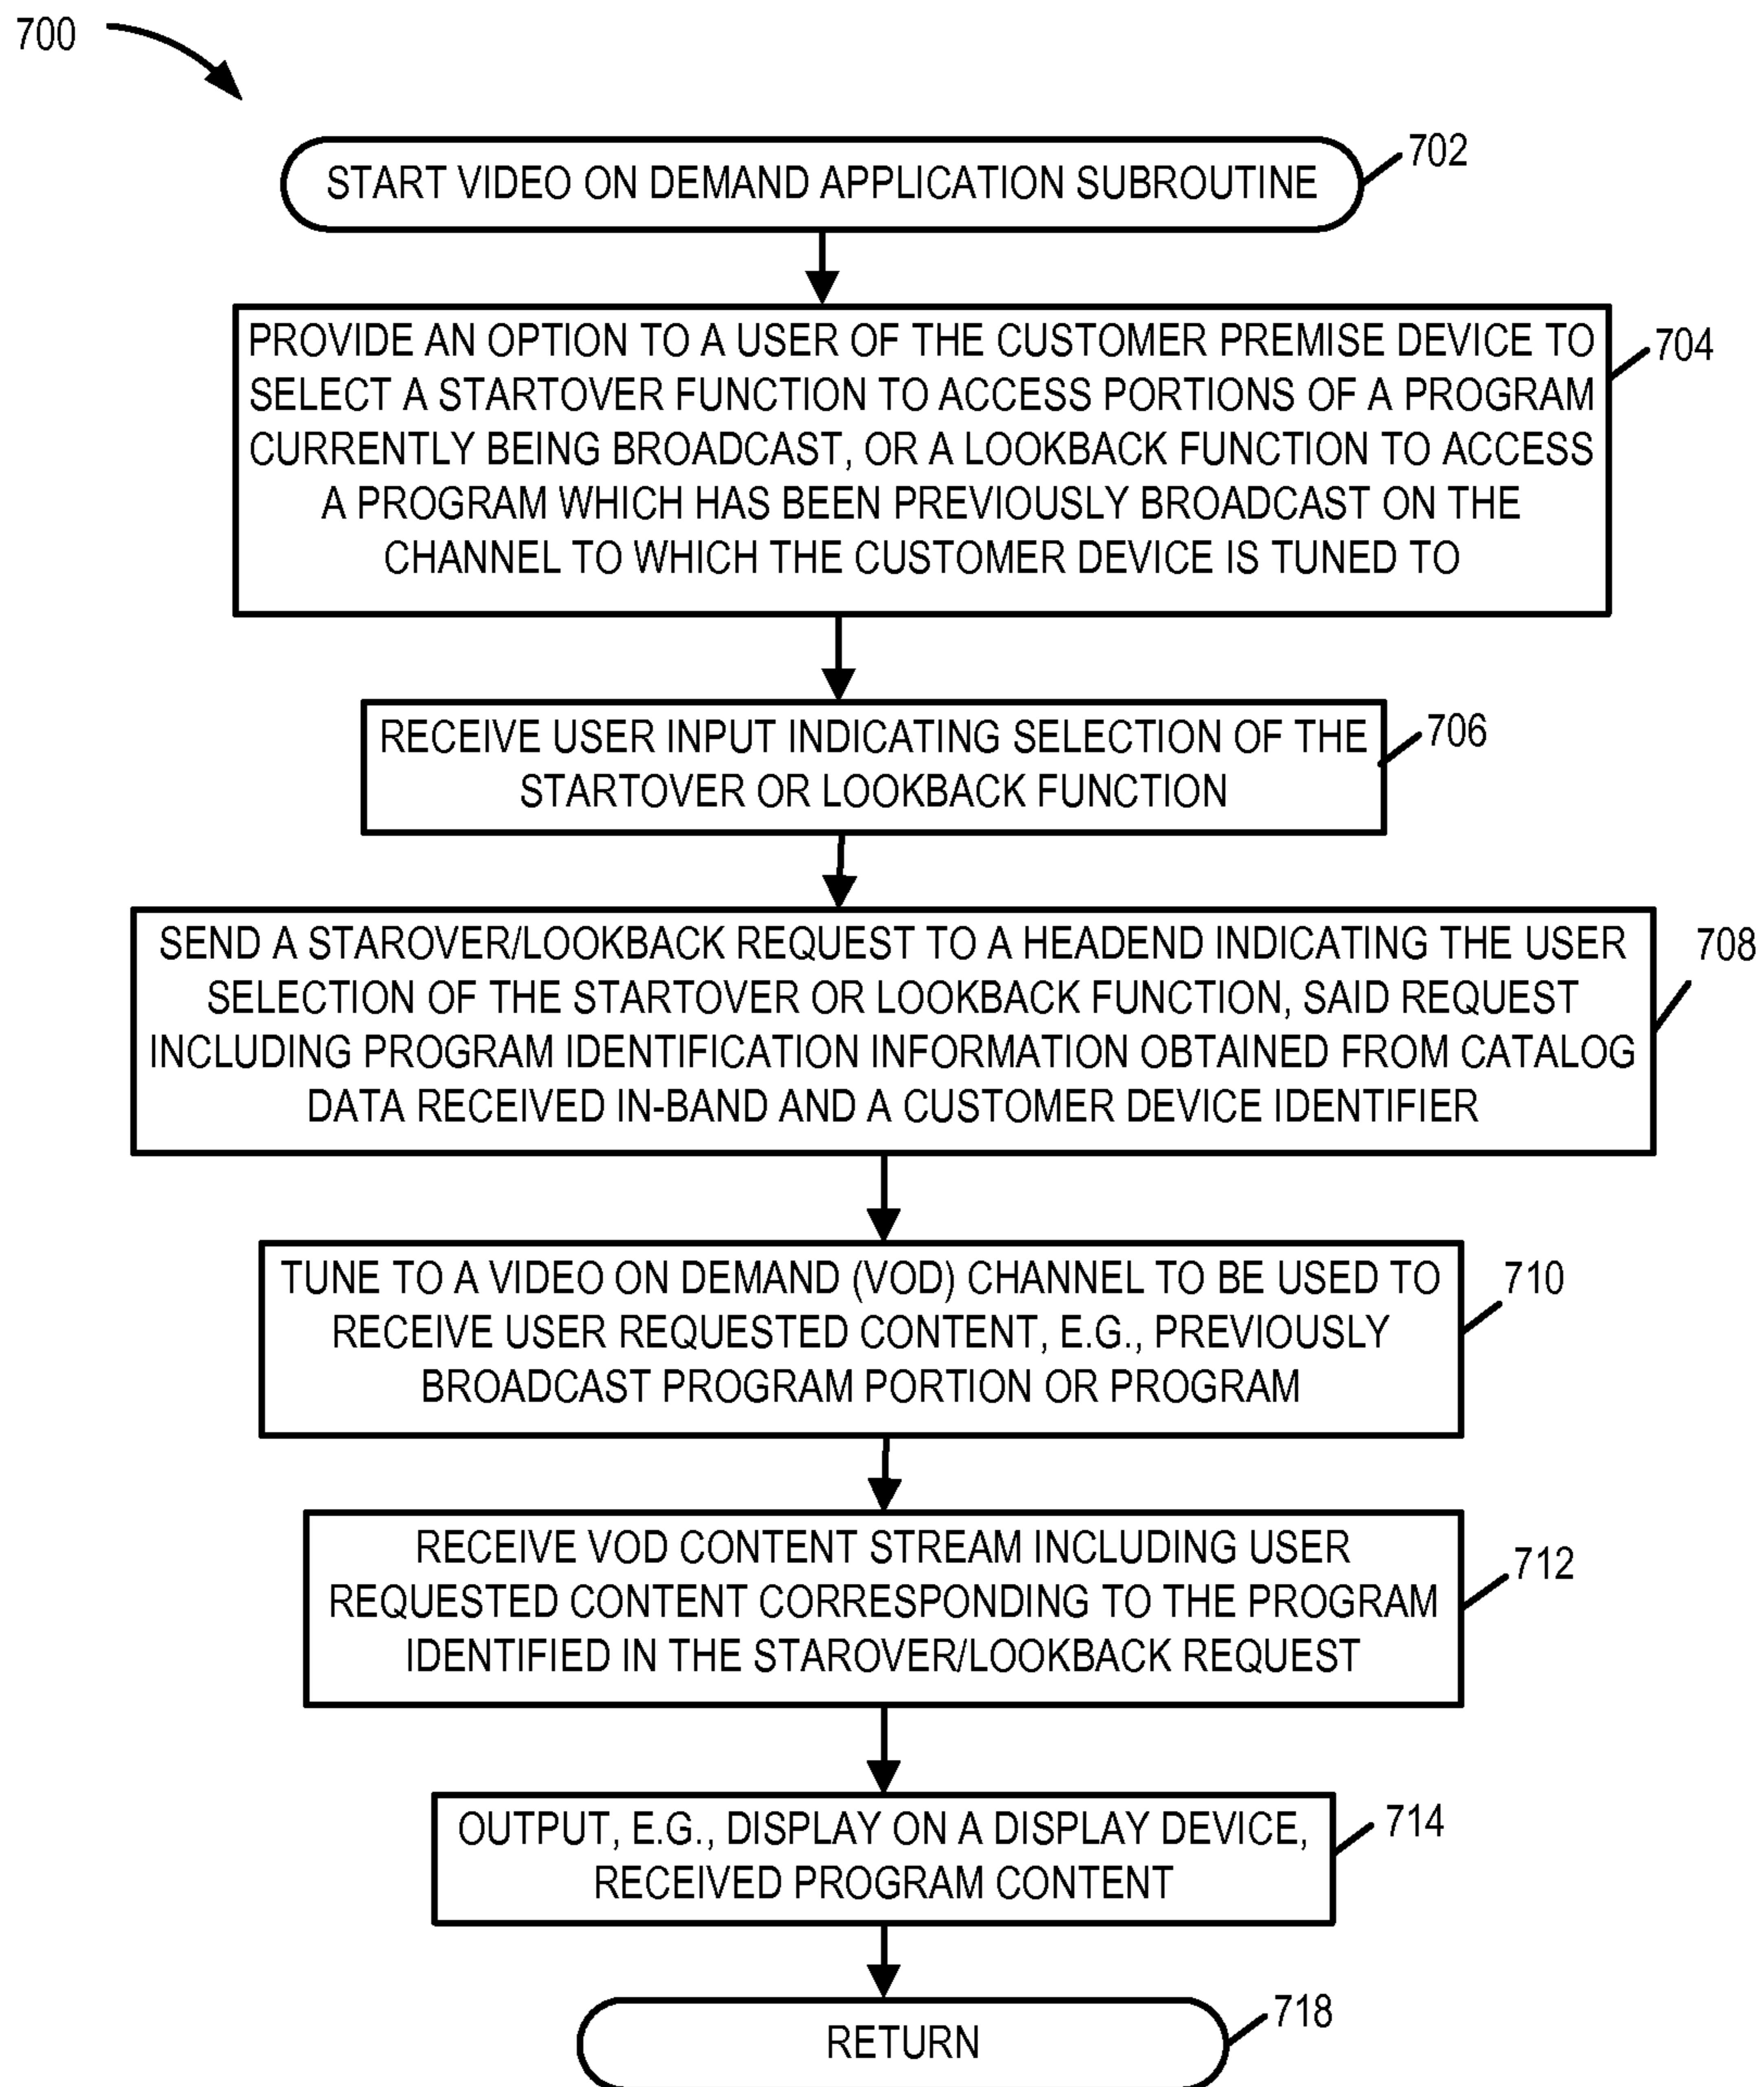 700
START VIDEO ON DEMAND APPLICATION SUBROUTINE
702
PROVIDE AN OPTION TO A USER OF THE CUSTOMER PREMISE DEVICE TO
SELECT A STARTOVER FUNCTION TO ACCESS PORTIONS OF A PROGRAM
CURRENTLY BEING BROADCAST, OR A LOOKBACK FUNCTION TO ACCESS
A PROGRAM WHICH HAS BEEN PREVIOUSLY BROADCAST ON THE
CHANNEL TO WHICH THE CUSTOMER DEVICE IS TUNED TO
704
RECEIVE USER INPUT INDICATING SELECTION OF THE
STARTOVER OR LOOKBACK FUNCTION
706
SEND A STAROVER/LOOKBACK REQUEST TO A HEADEND INDICATING THE USER
SELECTION OF THE STARTOVER OR LOOKBACK FUNCTION, SAID REQUEST
INCLUDING PROGRAM IDENTIFICATION INFORMATION OBTAINED FROM CATALOG
DATA RECEIVED IN-BAND AND A CUSTOMER DEVICE IDENTIFIER
708
TUNE TO A VIDEO ON DEMAND (VOD) CHANNEL TO BE USED TO
RECEIVE USER REQUESTED CONTENT, E.G., PREVIOUSLY
BROADCAST PROGRAM PORTION OR PROGRAM
710
RECEIVE VOD CONTENT STREAM INCLUDING USER
REQUESTED CONTENT CORRESPONDING TO THE PROGRAM
IDENTIFIED IN THE STAROVER/LOOKBACK REQUEST
712
OUTPUT, E.G., DISPLAY ON A DISPLAY DEVICE,
RECEIVED PROGRAM CONTENT
714
RETURN
718